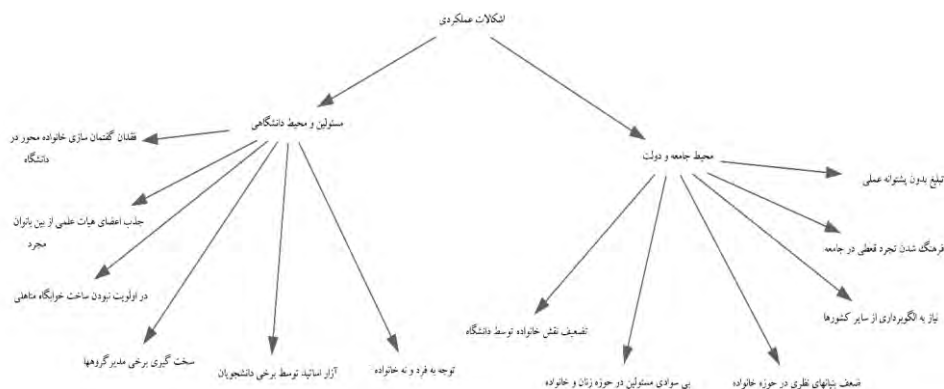 اشکالات عملکردی
مسئولین و محیط دانشگاهی
فقدان گفتمان سازی خانواده محور در
دانشگاه
جذب اعضای هیات علمی از بین بانوان
مجرد
در اولویت نبودن ساخت خوابگاه متاهلی
سخت گیری برخی مدیرگروهها
آزار اساتید توسط برخی دانشجویان
توجه به فرد و نه خانواده
محیط جامعه و دولت
تبلیغ بدون پشتوانه عملی
فرهنگ شدن تجرد قطعی در جامعه
نیاز به الگوبرداری از سایر کشورها
ضعف بنیانهای نظری در حوزه خانواده
بی سوادی مسئولین در حوزه زنان و خانواده
تضعیف نقش خانواده توسط دانشگاه